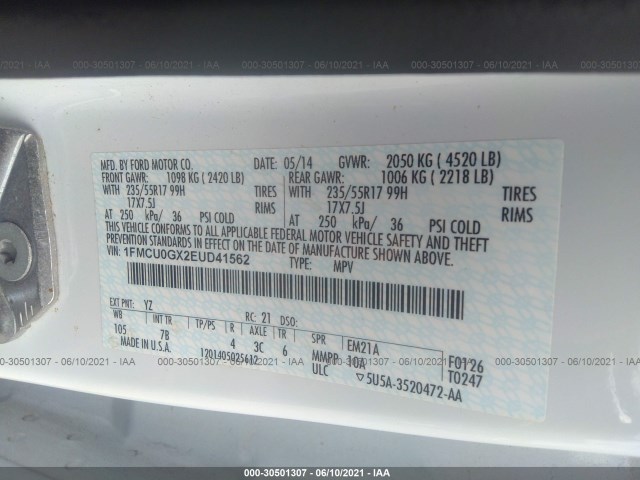 000-30501307 - 06/10/2021 - IAA 000-30501307 - 06/10/2021 - IAA 000-30501307 - 06/10/2021 - IAA
MFD. BY FORD MOTOR CO. DATE: 05/14 GVWR: 2050 KG ( 4520 LB)
FRONT GAWR: 1098 KG ( 2420 LB) REAR GAWR: 1006 KG ( 2218 LB)
WITH 235/55R17 99H TIRES WITH 235/55R17 99H TIRES
17X7.5J RIMS 17X7.5J RIMS
AT 250 kPa/ 36 PSI COLD AT 250 kPa/ 36 PSI COLD
THIS VEHICLE CONFORMS TO ALL APPLICABLE FEDERAL MOTOR VEHICLE SAFETY AND THEFT
PREVENTION STANDARDS IN EFFECT ON THE DATE OF MANUFACTURE SHOWN ABOVE.
VIN: 1FMCU0GX2EUD41562 TYPE: MPV
EXT PNT: YZ RC: 21 DSO:
WB INT TR TP/PS R AXLE TR SPR EM21A
105 7B 4 3C 6 MMPP 10A F0126
MADE IN U.S.A. ULC T0247
▽5U5A-3520472-AA
000-30501307 - 06/10/2021 - IAA 000-30501307 - 06/10/2021 - IAA
000-30501307 - 06/10/2021 - IAA